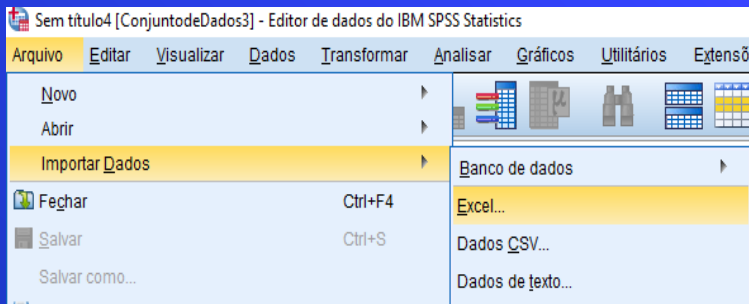 Sem título4 [ConjuntodeDados3] - Editor de dados do IBM SPSS Statistics
Arquivo Editar Visualizar Dados Transformar Analisar Gráficos Utilitários Extensõ
Novo
Abrir
Importar Dados
Fechar Ctrl+F4
Salvar Ctrl+S
Salvar como...
Banco de dados
Excel...
Dados CSV...
Dados de texto...